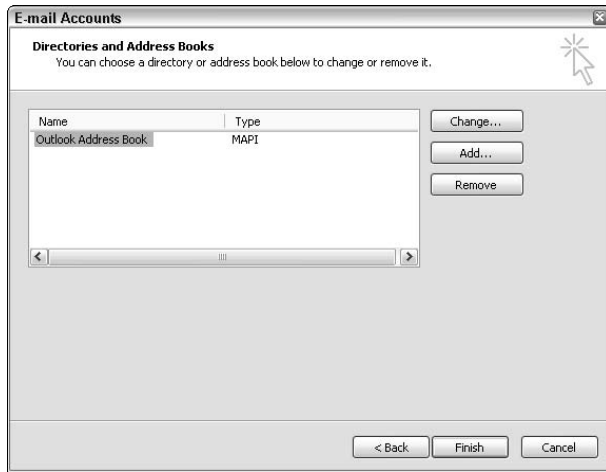 E-mail Accounts
Directories and Address Books
You can choose a directory or address book below to change or remove it.
Name Type
Outlook Address Book MAPI
Change...
Add...
Remove
< Back Finish Cancel